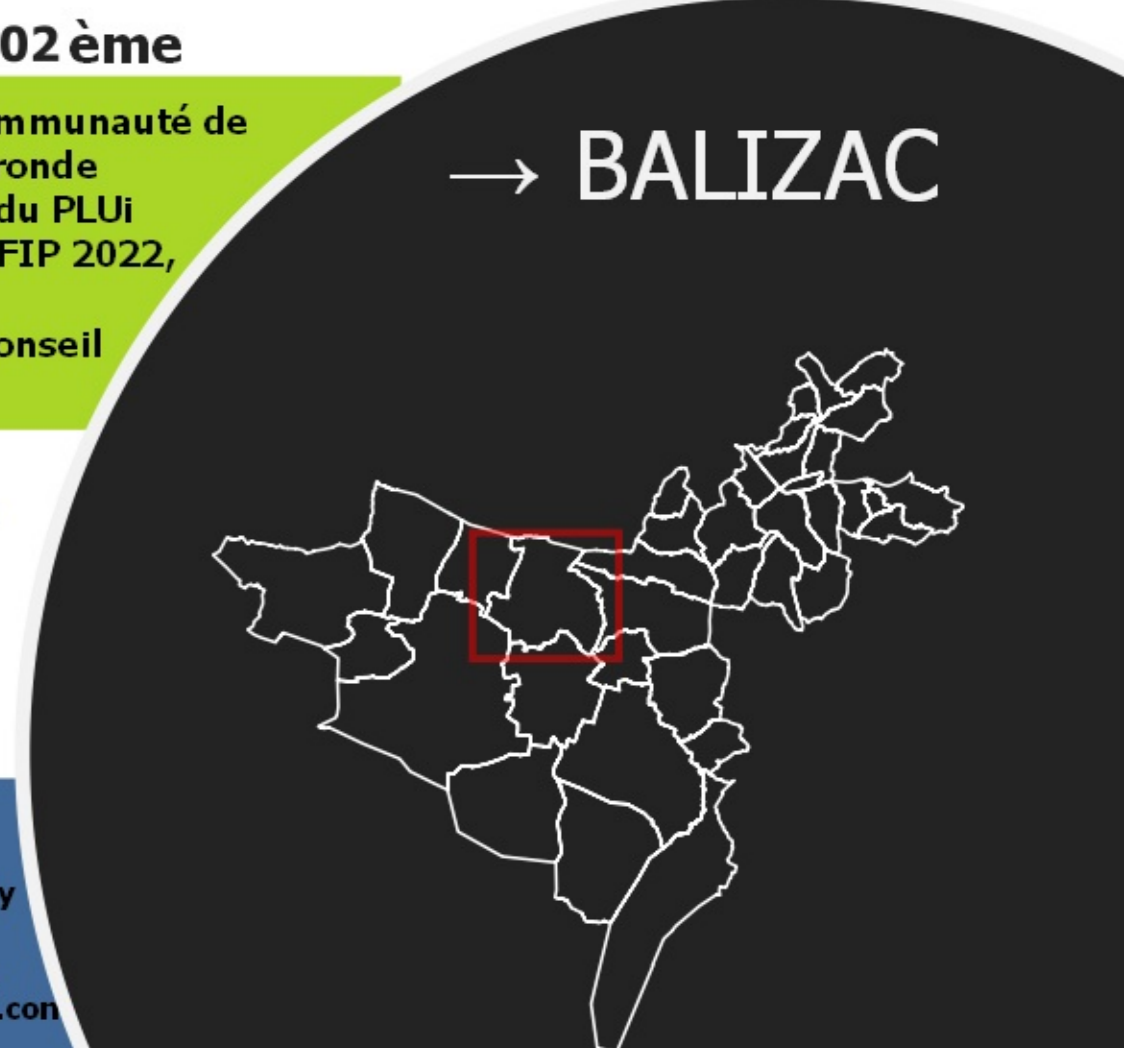 02 ème
mmunauté de
ronde
du PLUi
FIP 2022,
onseil
→ BALIZAC
y
.con